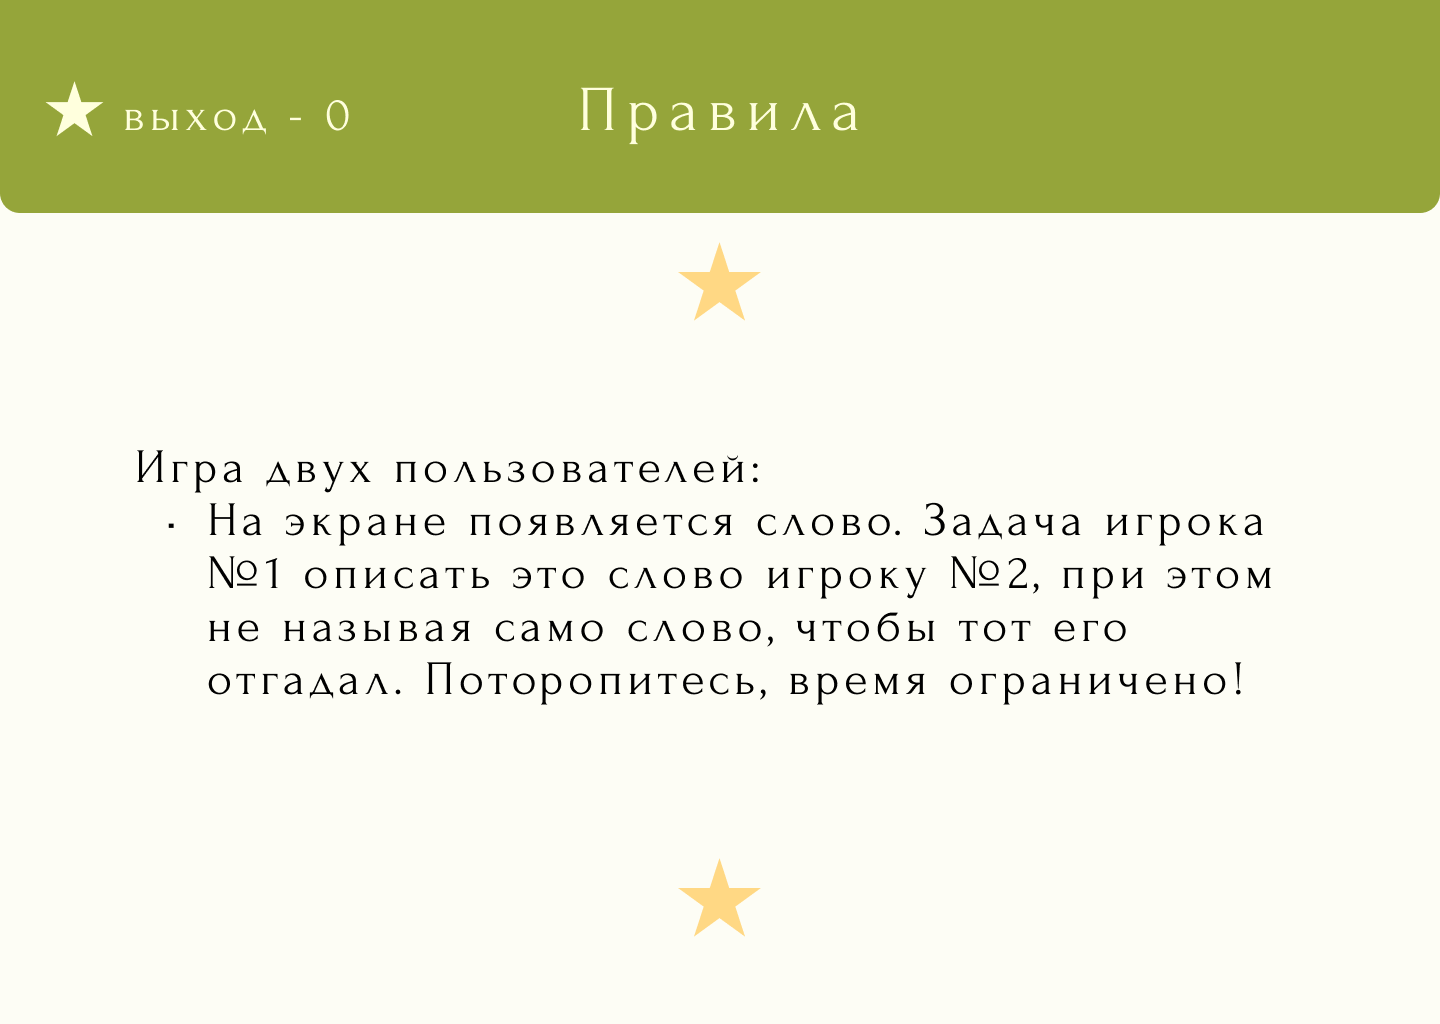 выход - 0
Правила
Игра двух пользователей:
· На экране появляется слово. Задача игрока
№1 описать это слово игроку №2, при этом
не называя само слово, чтобы тот его
отгадал. Поторопитесь, время ограничено!